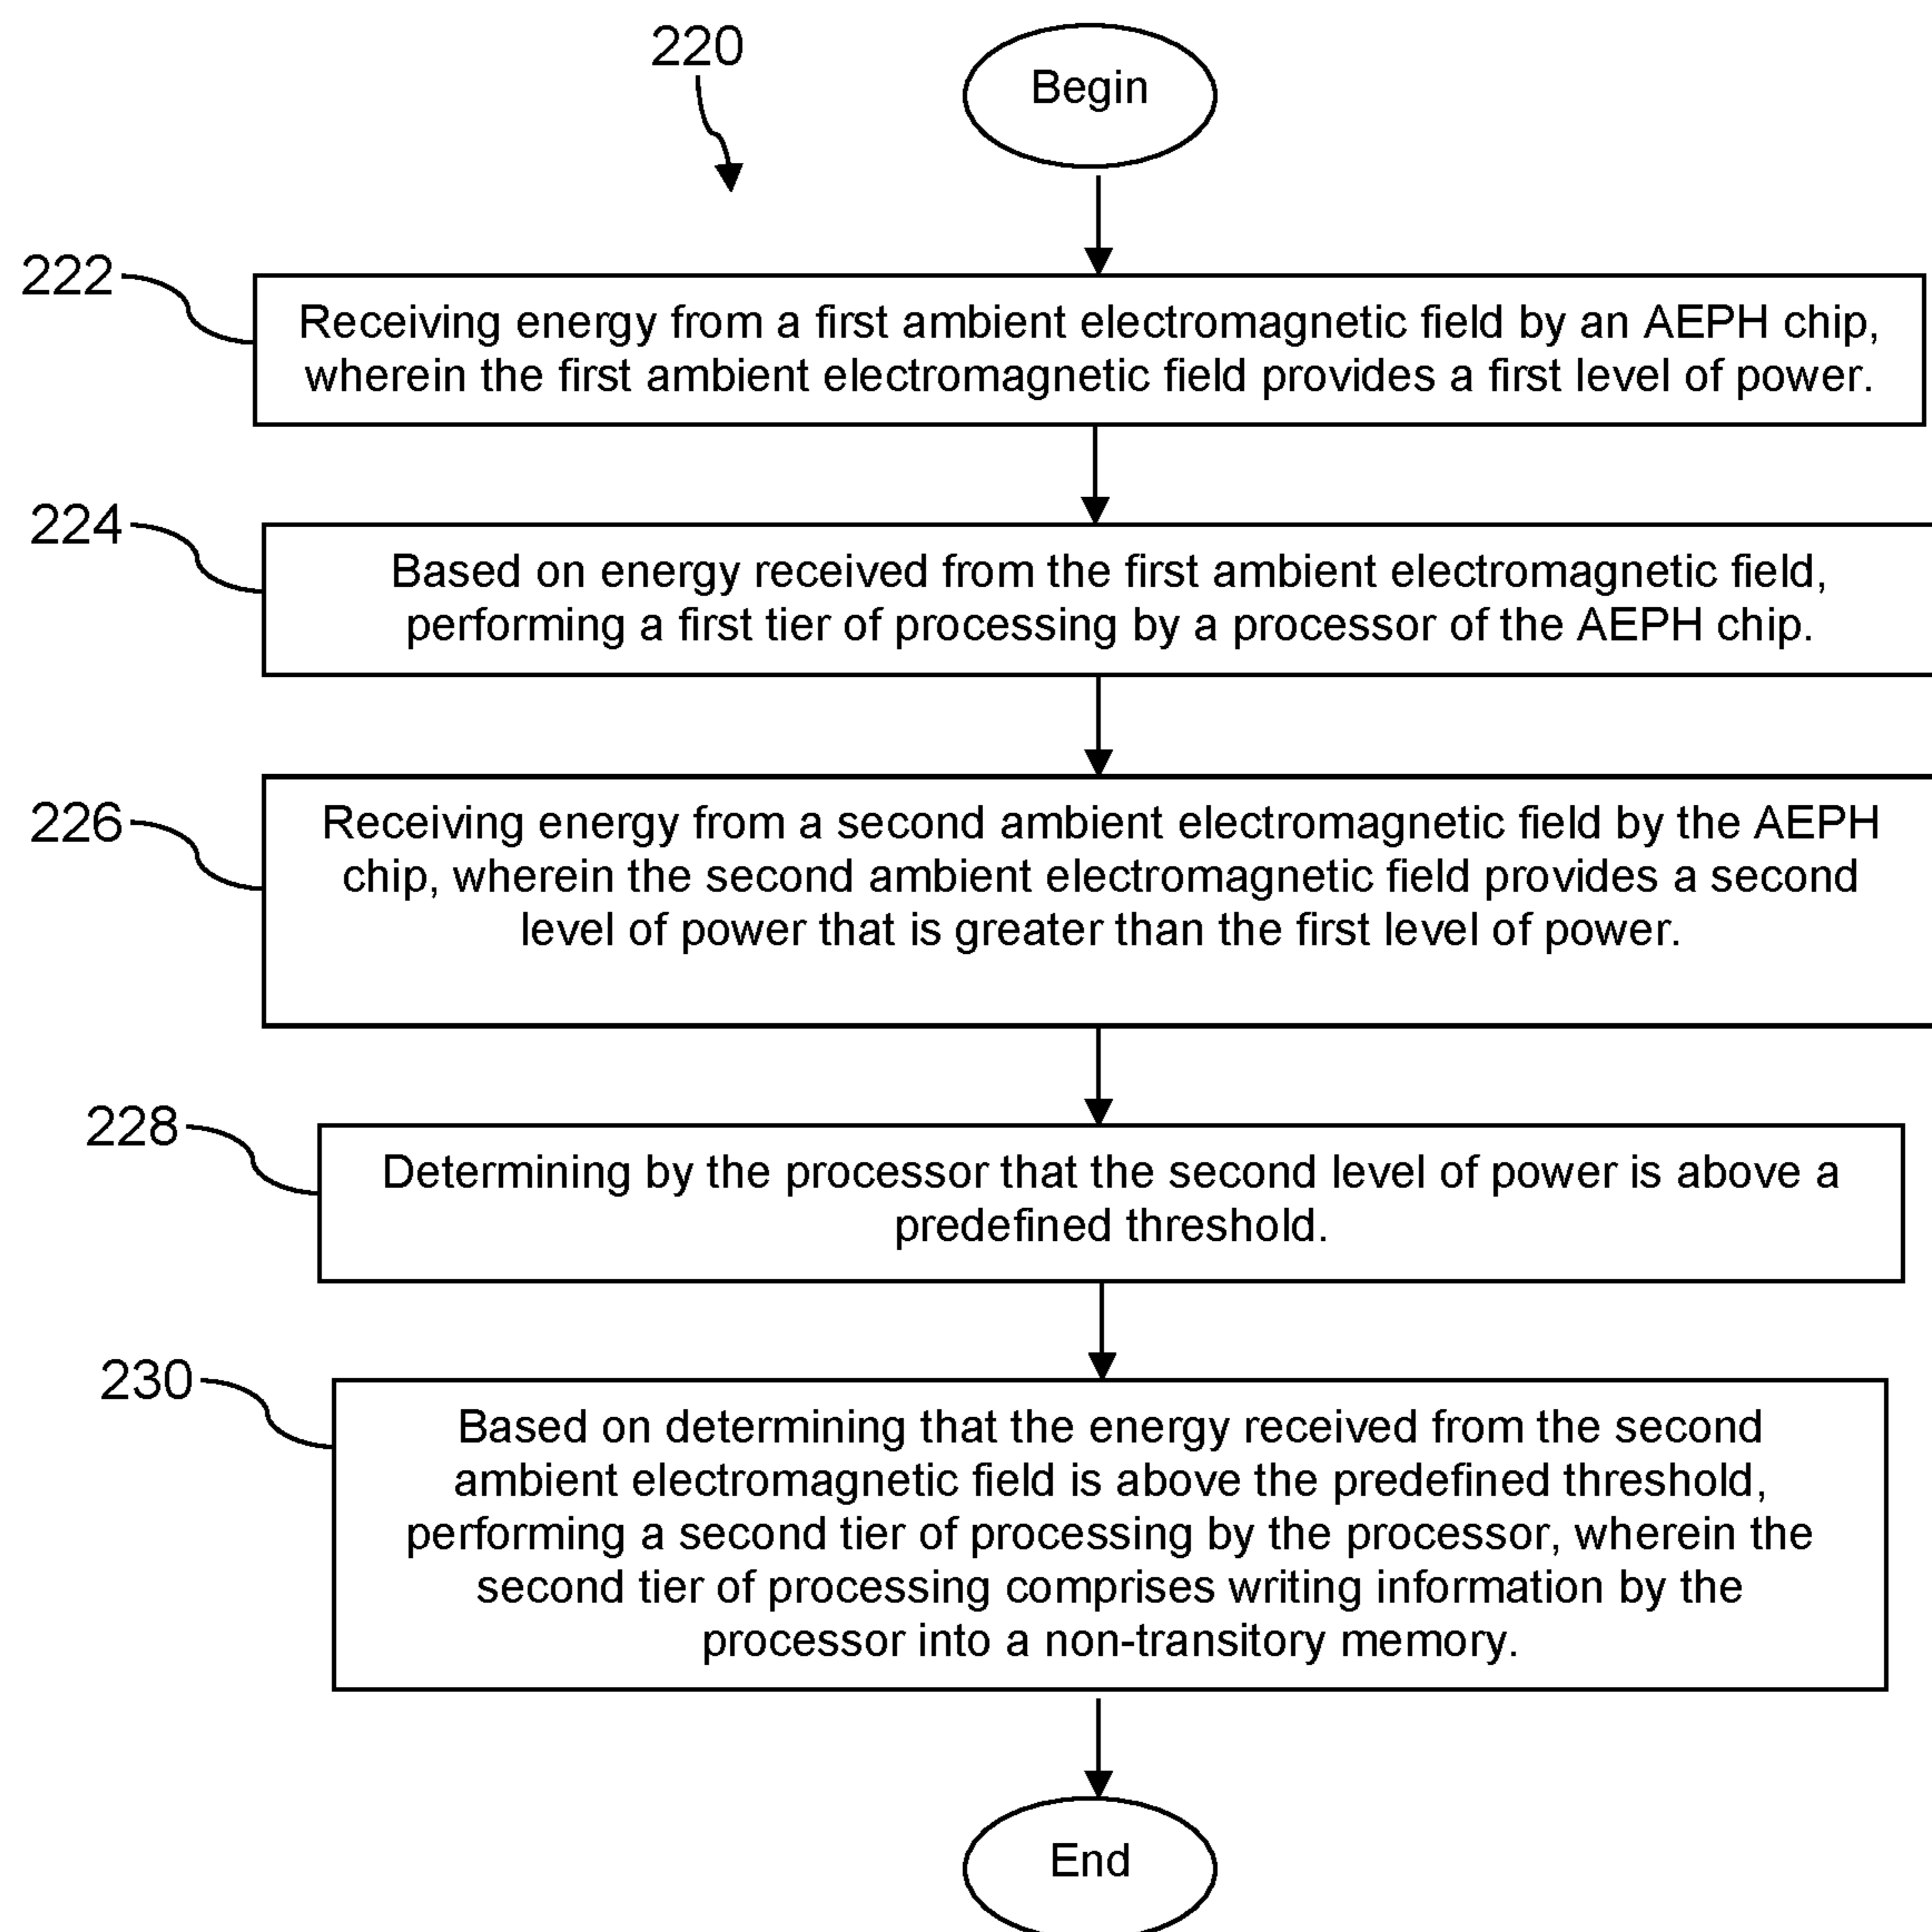 220
Begin
222
Receiving energy from a first ambient electromagnetic field by an AEPH chip,
wherein the first ambient electromagnetic field provides a first level of power.
224
Based on energy received from the first ambient electromagnetic field,
performing a first tier of processing by a processor of the AEPH chip.
226
Receiving energy from a second ambient electromagnetic field by the AEPH
chip, wherein the second ambient electromagnetic field provides a second
level of power that is greater than the first level of power.
228
Determining by the processor that the second level of power is above a
predefined threshold.
230
Based on determining that the energy received from the second
ambient electromagnetic field is above the predefined threshold,
performing a second tier of processing by the processor, wherein the
second tier of processing comprises writing information by the
processor into a non-transitory memory.
End